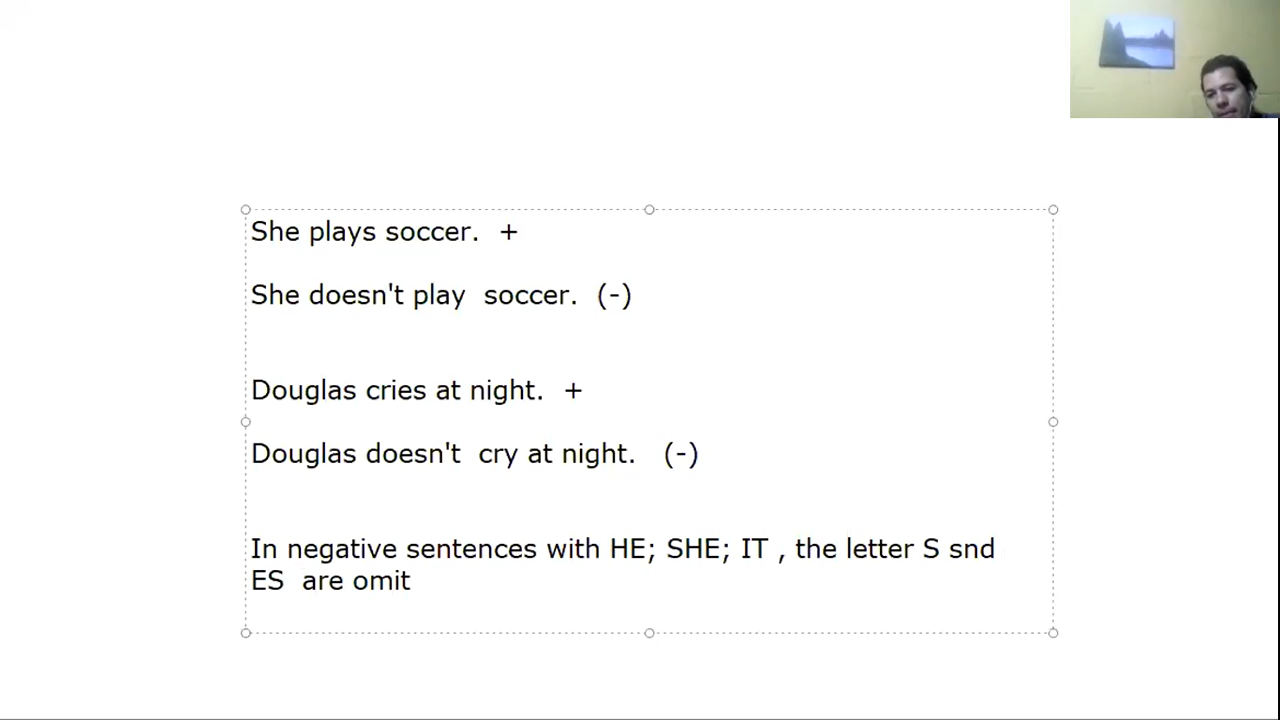 She plays soccer. +
She doesn't play soccer. (-)
Douglas cries at night. +
Douglas doesn't cry at night. (-)
In negative sentences with HE; SHE; IT , the letter S snd
ES are omit